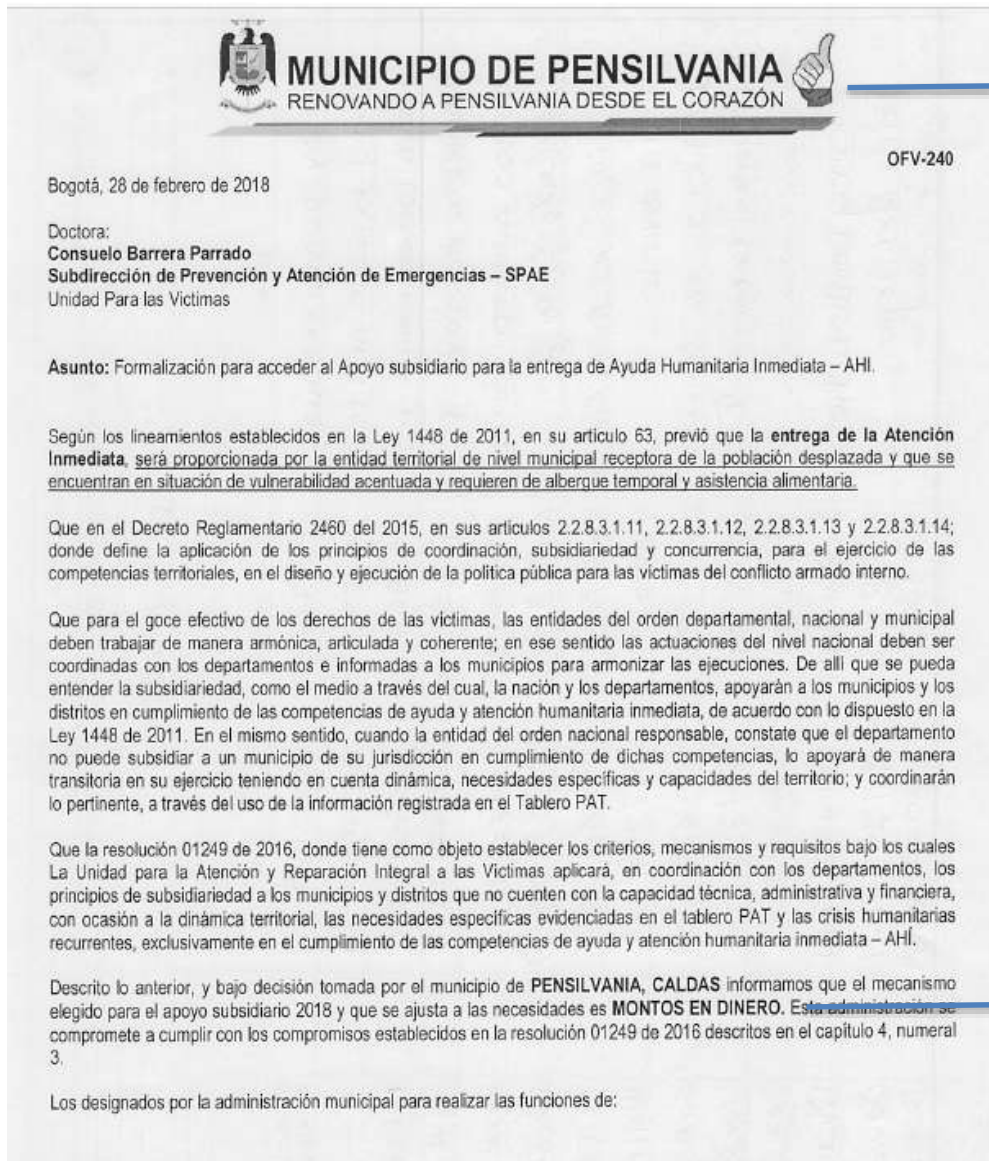 MUNICIPIO DE PENSILVANIA
RENOVANDO A PENSILVANIA DESDE EL CORAZÓN
OFV-240
Bogotá, 28 de febrero de 2018
Doctora:
Consuelo Barrera Parrado
Subdirección de Prevención y Atención de Emergencias – SPAE
Unidad Para las Victimas
Asunto: Formalización para acceder al Apoyo subsidiario para la entrega de Ayuda Humanitaria Inmediata – AHI.
Según los lineamientos establecidos en la Ley 1448 de 2011, en su articulo 63, previó que la entrega de la Atención
Inmediata, será proporcionada por la entidad territorial de nivel municipal receptora de la población desplazada y que se
encuentran en situación de vulnerabilidad acentuada y requieren de albergue temporal y asistencia alimentaria.
Que en el Decreto Reglamentario 2460 del 2015, en sus articulos 2.2.8.3.1.11, 2.2.8.3.1.12, 2.2.8.3.1.13 y 2.2.8.3.1.14;
donde define la aplicación de los principios de coordinación, subsidiariedad y concurrencia, para el ejercicio de las
competencias territoriales, en el diseño y ejecución de la política pública para las víctimas del conflicto armado interno.
Que para el goce efectivo de los derechos de las victimas, las entidades del orden departamental, nacional y municipal
deben trabajar de manera armónica, articulada y coherente; en ese sentido las actuaciones del nivel nacional deben ser
coordinadas con los departamentos e informadas a los municipios para armonizar las ejecuciones. De allí que se pueda
entender la subsidiariedad, como el medio a través del cual, la nación y los departamentos, apoyarán a los municipios y los
distritos en cumplimiento de las competencias de ayuda y atención humanitaria inmediata, de acuerdo con lo dispuesto en la
Ley 1448 de 2011. En el mismo sentido, cuando la entidad del orden nacional responsable, constate que el departamento
no puede subsidiar a un municipio de su jurisdicción en cumplimiento de dichas competencias, lo apoyará de manera
transitoria en su ejercicio teniendo en cuenta dinámica, necesidades específicas y capacidades del territorio; y coordinarán
lo pertinente, a través del uso de la información registrada en el Tablero PAT.
Que la resolución 01249 de 2016, donde tiene como objeto establecer los criterios, mecanismos y requisitos bajo los cuales
La Unidad para la Atención y Reparación Integral a las Victimas aplicará, en coordinación con los departamentos, los
principios de subsidiariedad a los municipios y distritos que no cuenten con la capacidad técnica, administrativa y financiera,
con ocasión a la dinámica territorial, las necesidades específicas evidenciadas en el tablero PAT y las crisis humanitarias
recurrentes, exclusivamente en el cumplimiento de las competencias de ayuda y atención humanitaria inmediata – AHÍ.
Descrito lo anterior, y bajo decisión tomada por el municipio de PENSILVANIA, CALDAS informamos que el mecanismo
elegido para el apoyo subsidiario 2018 y que se ajusta a las necesidades es MONTOS EN DINERO. Esta administración se
compromete a cumplir con los compromisos establecidos en la resolución 01249 de 2016 descritos en el capitulo 4, numeral
3.
Los designados por la administración municipal para realizar las funciones de: